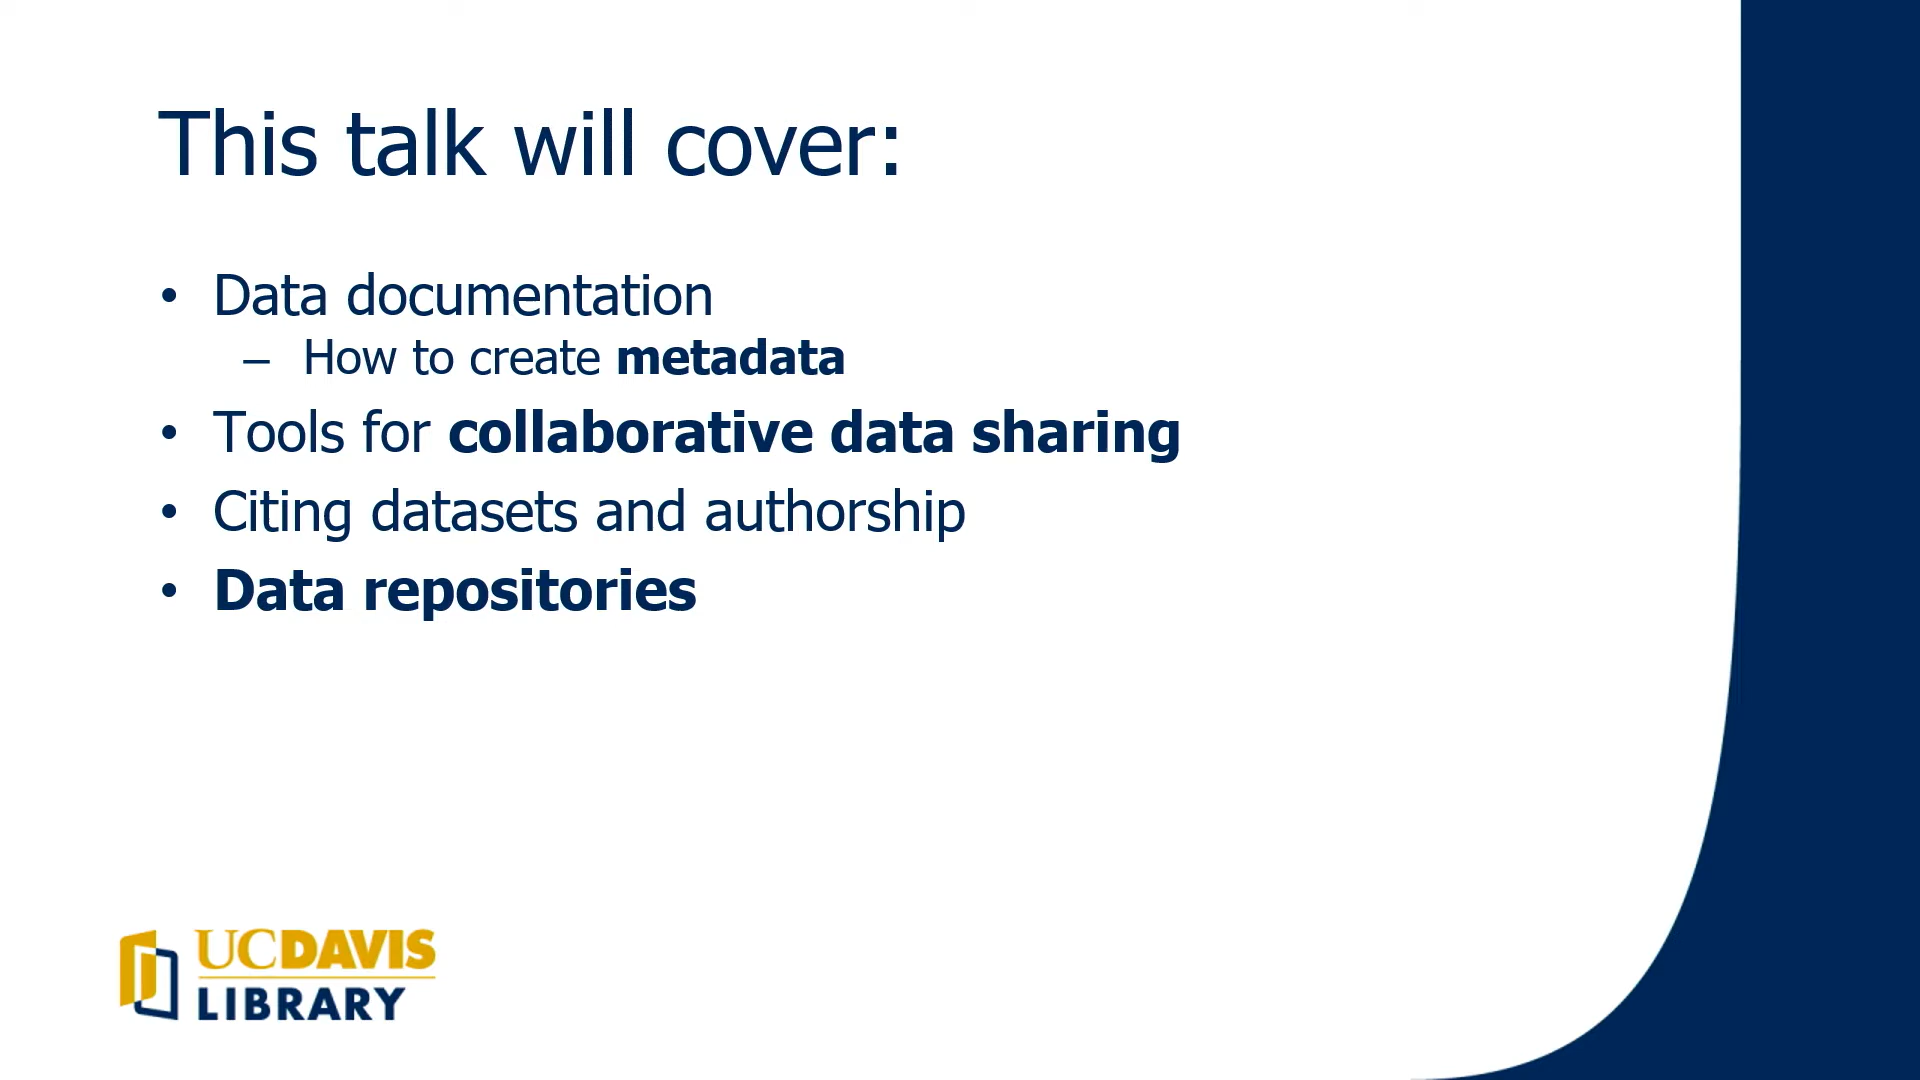 This talk will cover:
• Data documentation
– How to create metadata
• Tools for collaborative data sharing
• Citing datasets and authorship
• Data repositories
UCDAVIS
LIBRARY